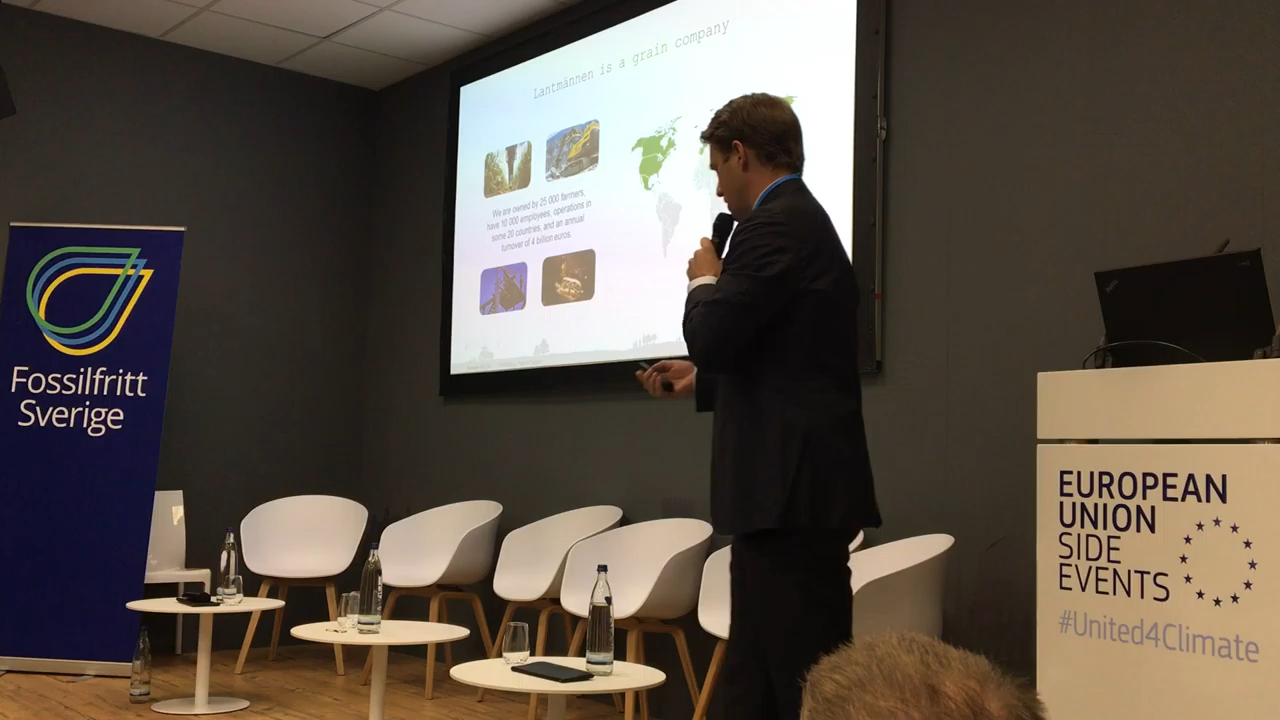 Lantmännen is a grain company
We are owned by 25 000 farmers,
have 10 000 employees, operations in
some 20 countries, and an annual
turnover of 4 billion euros.
Fossilfritt
Sverige
EUROPEAN
UNION
SIDE
EVENTS
#United4Climate